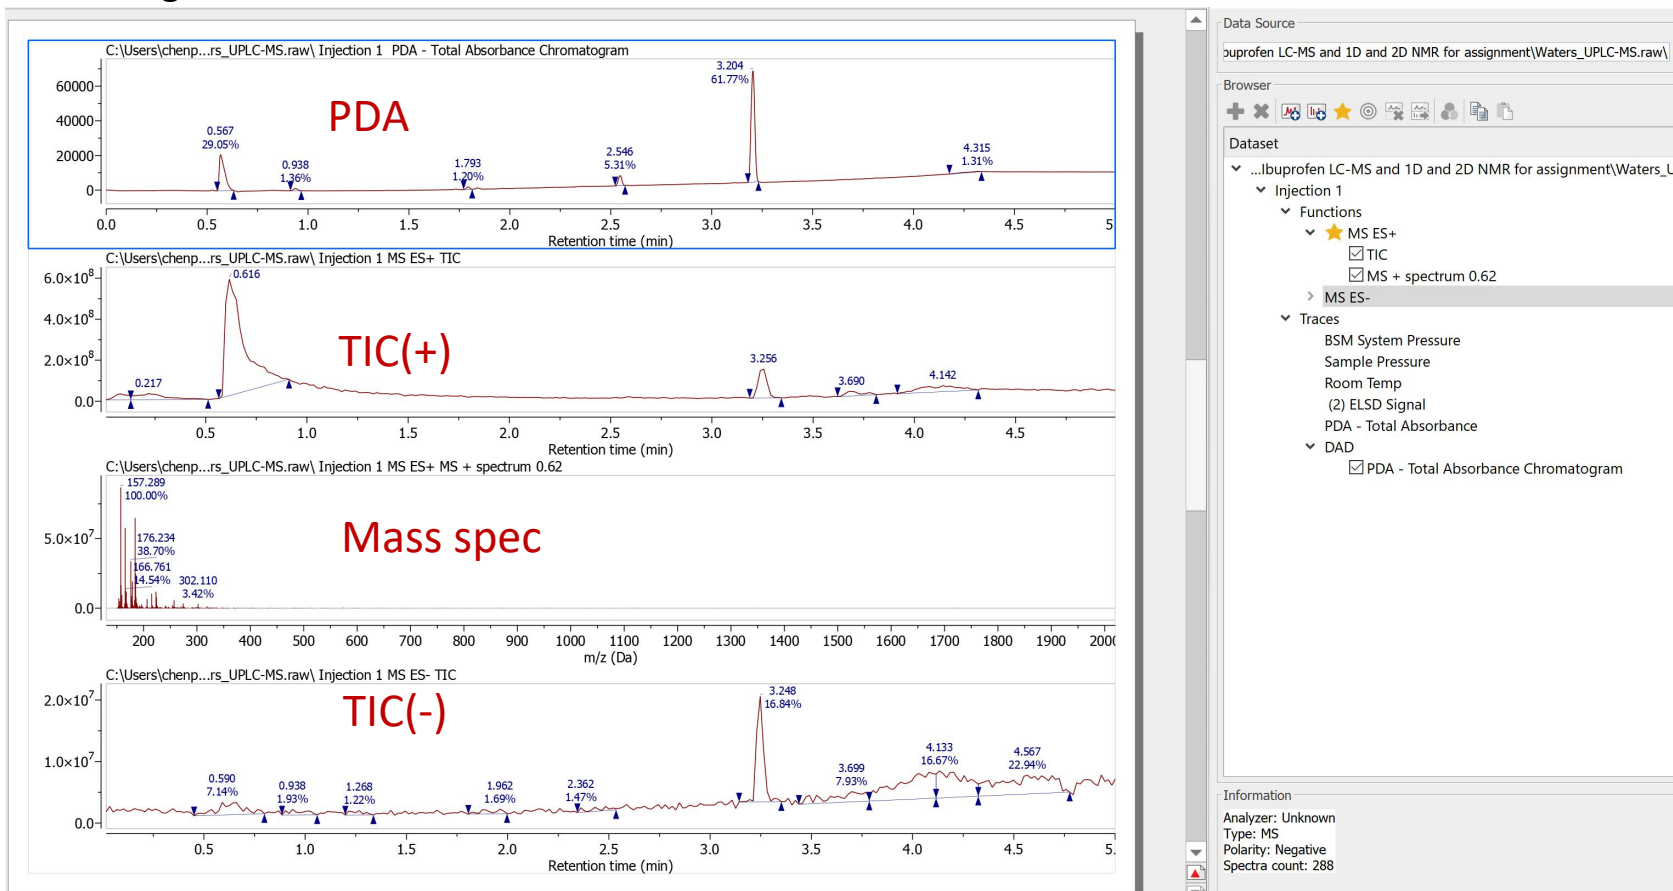 C:\Users\chenp...rs_UPLC-MS.raw\ Injection 1 PDA - Total Absorbance Chromatogram
PDA
60000
40000
20000
0
0.567
29.05%
0.938
1.36%
1.793
1.20%
2.546
5.31%
3.204
61.77%
4.315
1.31%
0.0 0.5 1.0 1.5 2.0 2.5 3.0 3.5 4.0 4.5 5.
Retention time (min)
C:\Users\chenp...rs_UPLC-MS.raw\ Injection 1 MS ES+ TIC
TIC(+)
6.0×10⁸
4.0×10⁸
2.0×10⁸
0.0
0.217
0.616
3.256
3.690
4.142
0.5 1.0 1.5 2.0 2.5 3.0 3.5 4.0 4.5
Retention time (min)
C:\Users\chenp...rs_UPLC-MS.raw\ Injection 1 MS ES+ MS + spectrum 0.62
Mass spec
5.0×10⁷
0.0
157.289
100.00%
176.234
38.70%
166.761
14.54%
302.110
3.42%
200 300 400 500 600 700 800 900 1000 1100 1200 1300 1400 1500 1600 1700 1800 1900 2000
m/z (Da)
C:\Users\chenp...rs_UPLC-MS.raw\ Injection 1 MS ES- TIC
TIC(-)
2.0×10⁷
1.0×10⁷
0.0
0.590
7.14%
0.938
1.93%
1.268
1.22%
1.962
1.69%
2.362
1.47%
3.248
16.84%
3.699
7.93%
4.133
16.67%
4.567
22.94%
0.5 1.0 1.5 2.0 2.5 3.0 3.5 4.0 4.5 5.
Retention time (min)
Data Source
buprofen LC-MS and 1D and 2D NMR for assignment\Waters_UPLC-MS.raw\
Browser
Dataset
...Ibuprofen LC-MS and 1D and 2D NMR for assignment\Waters_U
Injection 1
Functions
MS ES+
TIC
MS + spectrum 0.62
MS ES-
Traces
BSM System Pressure
Sample Pressure
Room Temp
(2) ELSD Signal
PDA - Total Absorbance
DAD
PDA - Total Absorbance Chromatogram
Information
Analyzer: Unknown
Type: MS
Polarity: Negative
Spectra count: 288